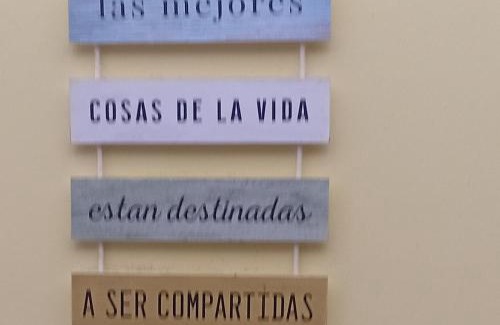 las mejores
COSAS DE LA VIDA
estan destinadas
A SER COMPARTIDAS